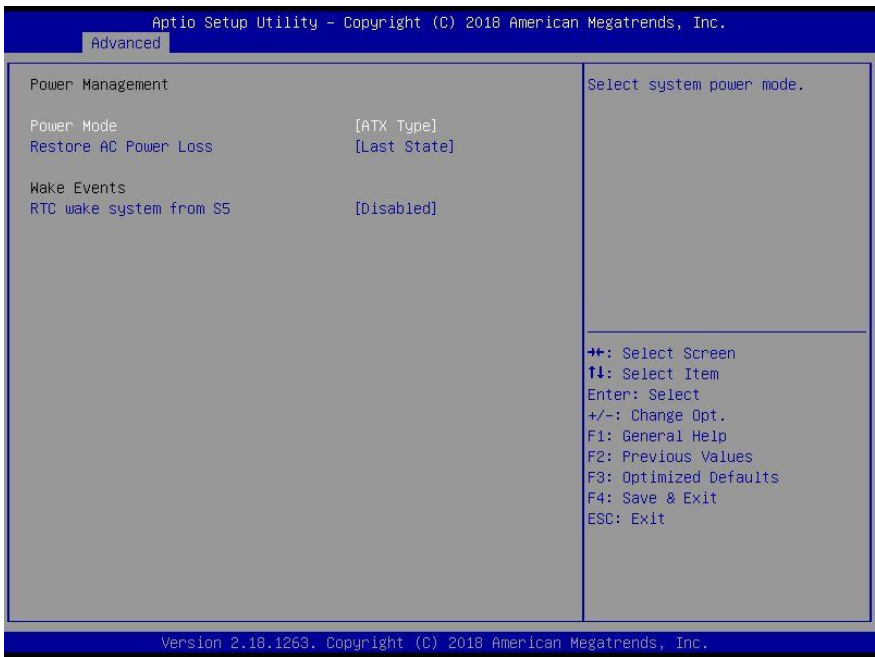 Aptio Setup Utility – Copyright (C) 2018 American Megatrends, Inc.
Advanced
Power Management
Power Mode [ATX Type]
Restore AC Power Loss [Last State]
Wake Events
RTC wake system from S5 [Disabled]
Select system power mode.
→←: Select Screen
↑↓: Select Item
Enter: Select
+/-: Change Opt.
F1: General Help
F2: Previous Values
F3: Optimized Defaults
F4: Save & Exit
ESC: Exit
Version 2.18.1263. Copyright (C) 2018 American Megatrends, Inc.